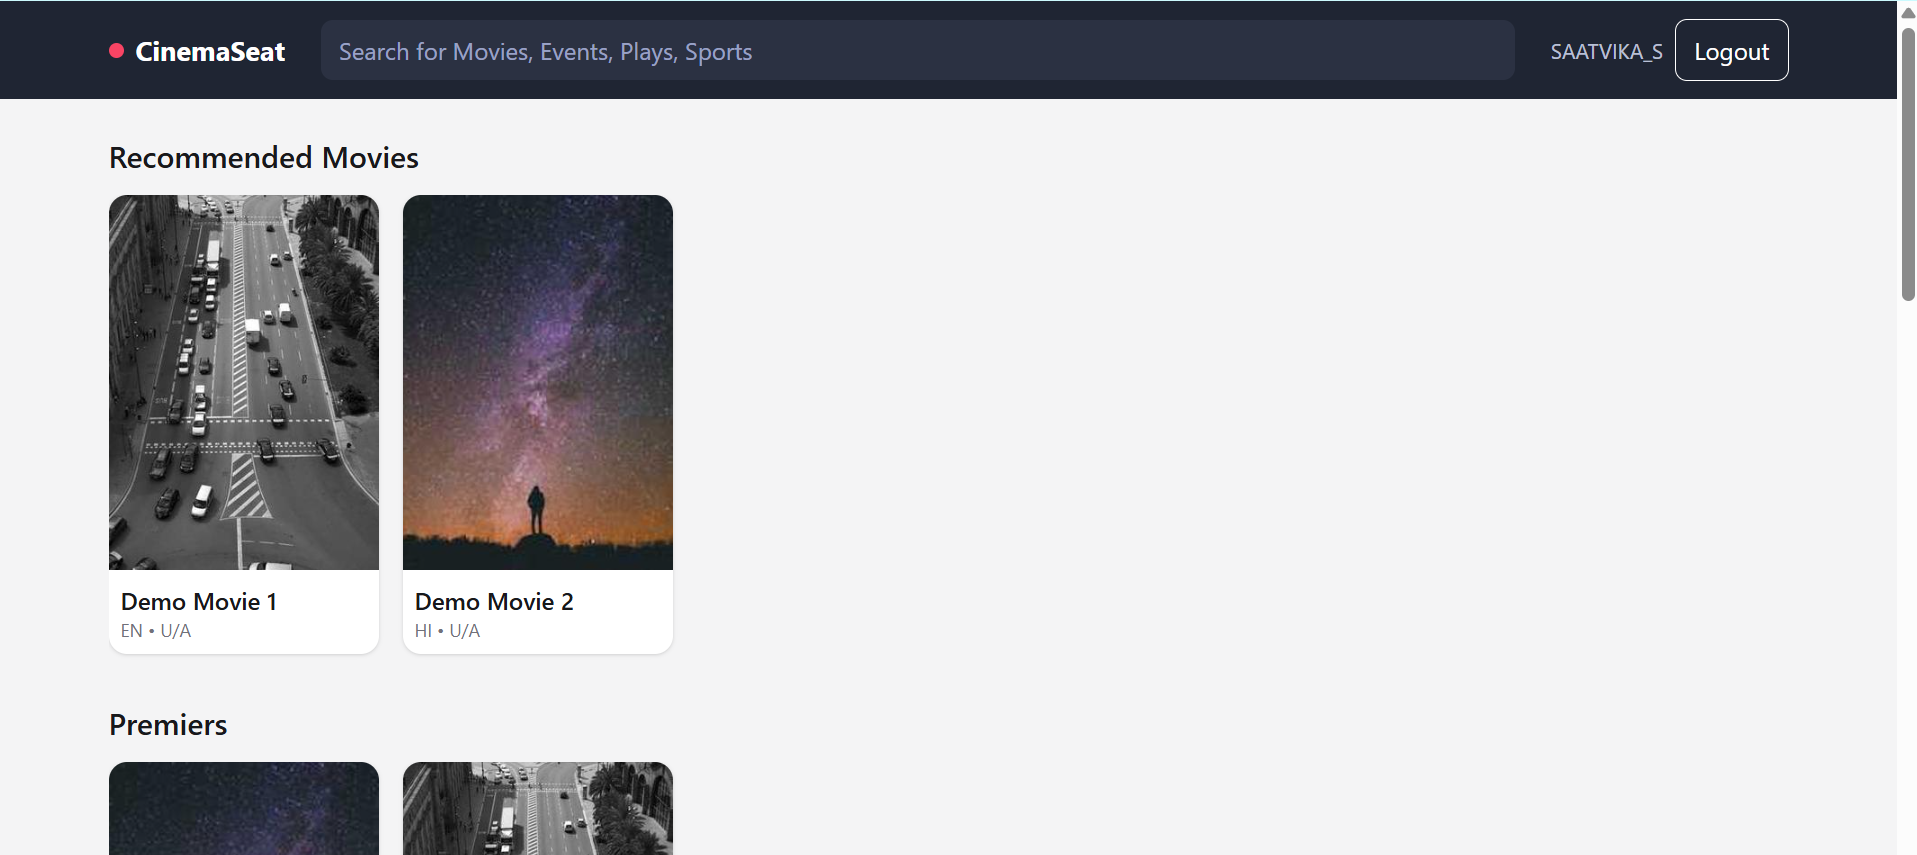 CinemaSeat
Search for Movies, Events, Plays, Sports
SAATVIKA_S
Logout
Recommended Movies
Demo Movie 1
EN • U/A
Demo Movie 2
HI • U/A
Premiers